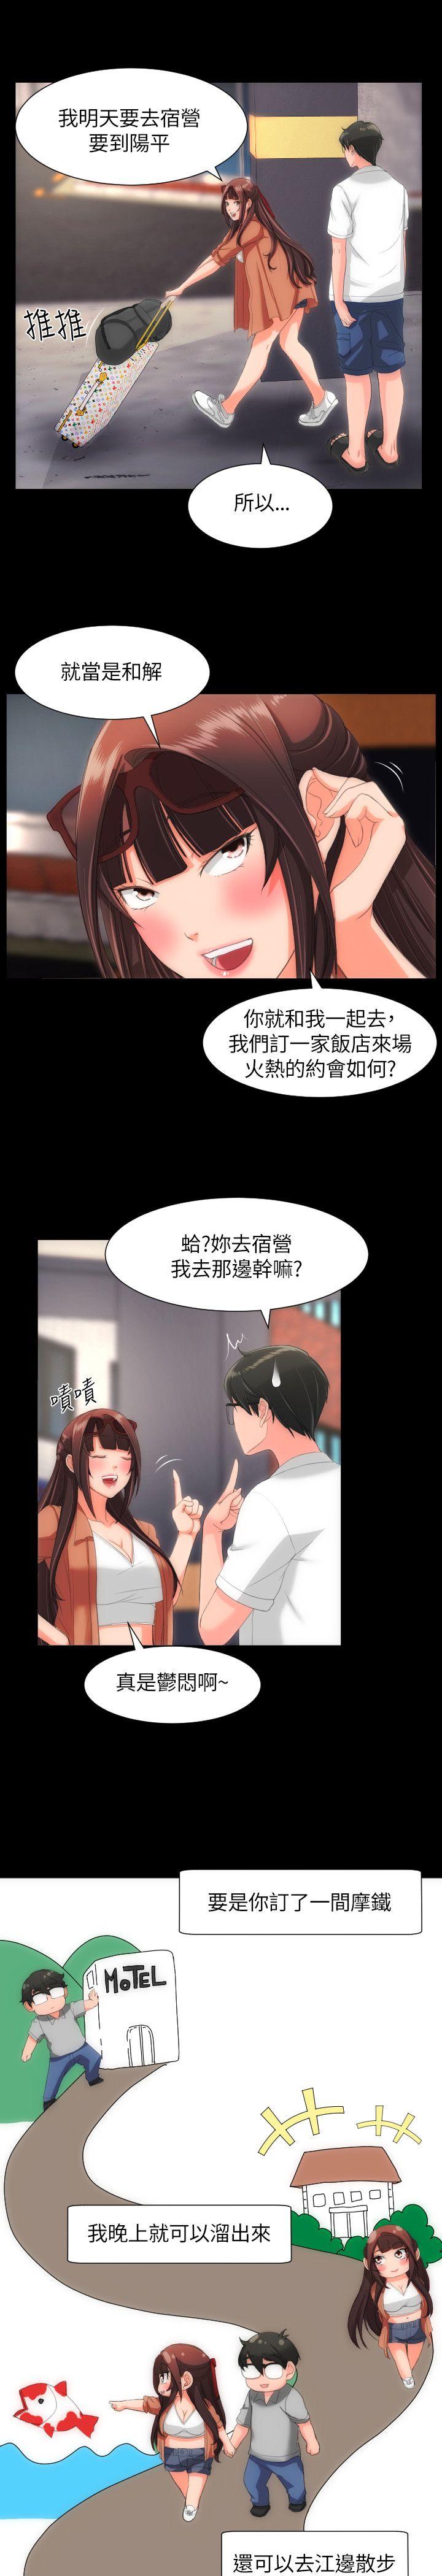 我明天要去宿營
要到陽平
推推
所以...
就當是和解
你就和我一起去，
我們訂一家飯店來場
火熱的約會如何?
蛤?妳去宿營
我去那邊幹嘛?
嘖嘖
真是鬱悶啊~
要是你訂了一間摩鐵
MOTEL
我晚上就可以溜出來
還可以去江邊散步